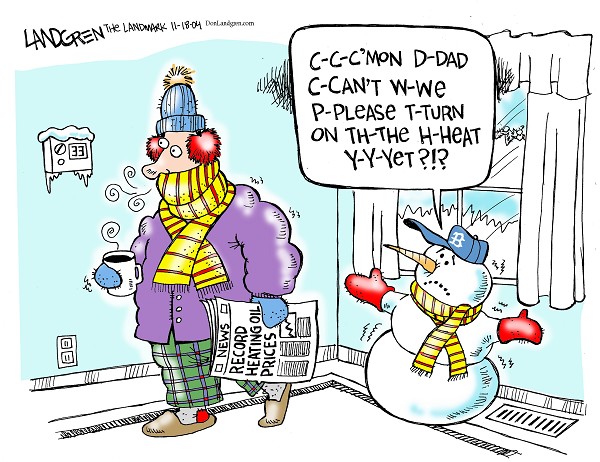 LANDGREN THE LANDMARK 11-18-04 DonLandgren.com
C-C-C'MON D-DAD
C-CAN'T W-WE
P-PLEASE T-TURN
ON TH-THE H-HEAT
Y-Y-YET?!?
33
B
NEWS
RECORD
HEATING OIL
PRICES